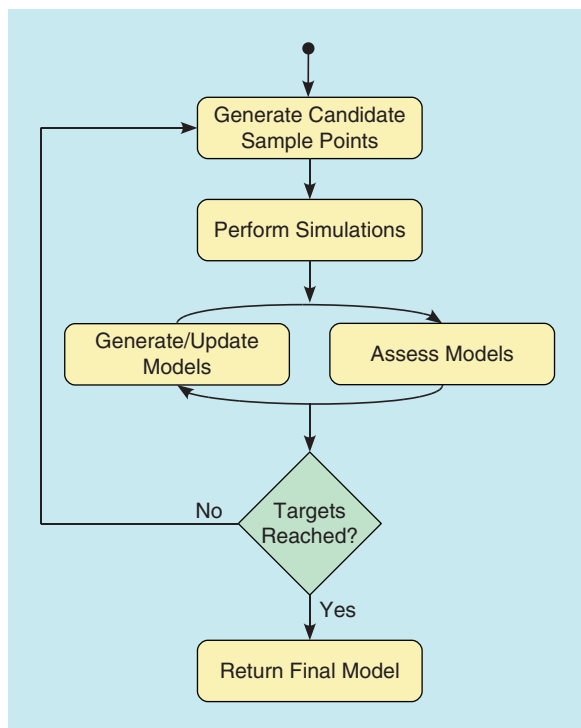 Generate Candidate
Sample Points
Perform Simulations
Generate/Update
Models
Assess Models
Targets
Reached?
No
Yes
Return Final Model